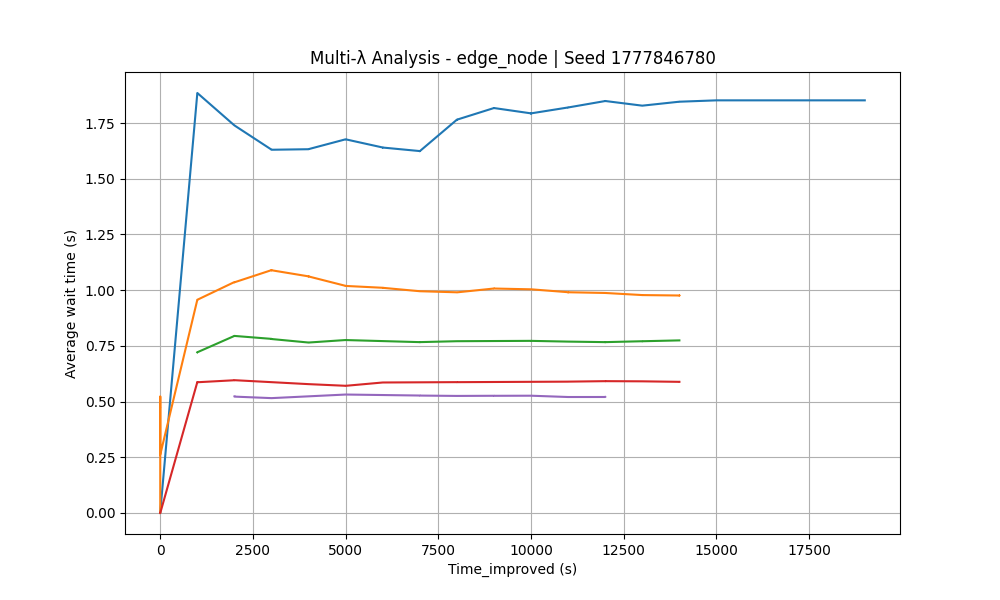 Multi-λ Analysis - edge_node | Seed 1777846780
Average wait time (s)
1.75
1.50
1.25
1.00
0.75
0.50
0.25
0.00
0 2500 5000 7500 10000 12500 15000 17500
Time_improved (s)